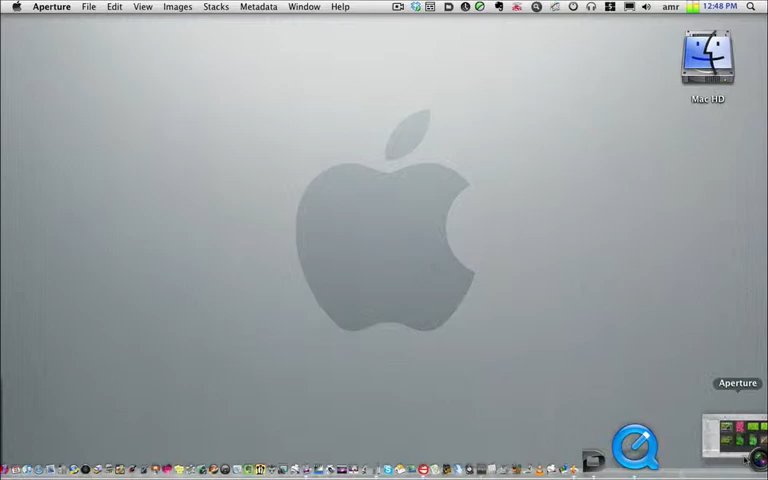 Aperture File Edit View Images Stacks Metadata Window Help amr 12:48 PM
Mac HD
Aperture